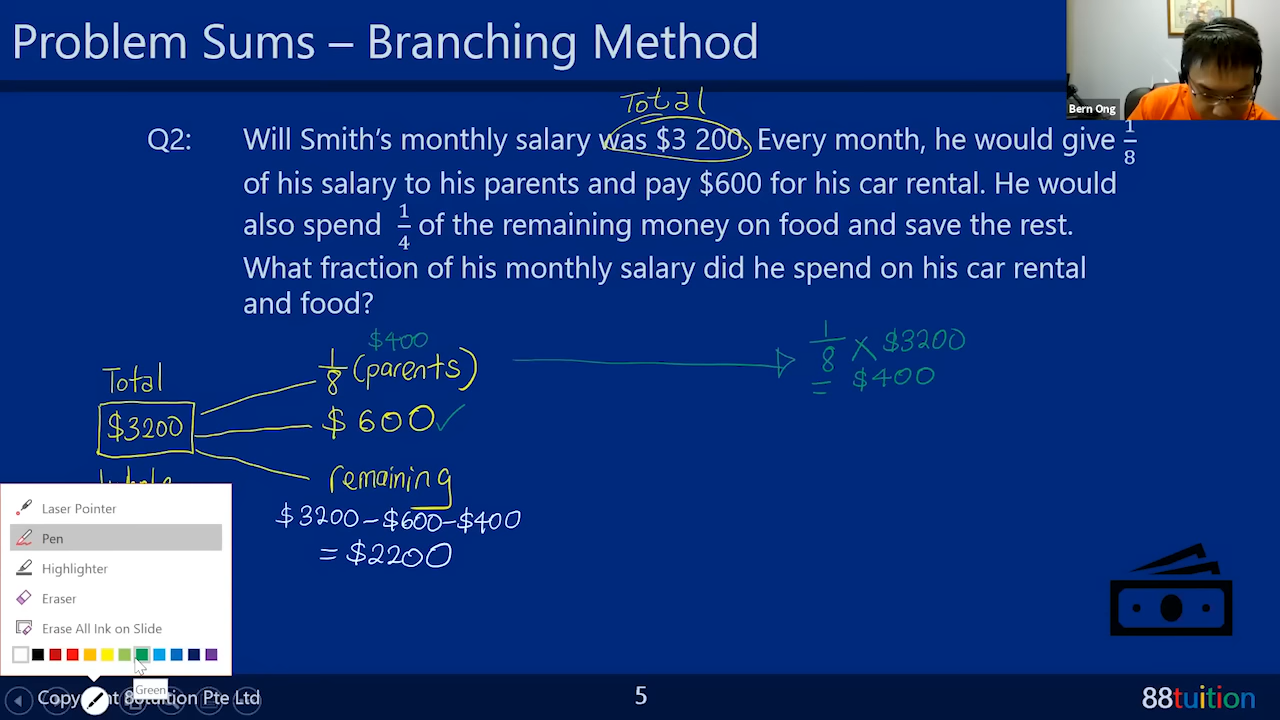 Problem Sums – Branching Method
Bern Ong
Total
Q2: Will Smith's monthly salary was $3 200. Every month, he would give 1/8
of his salary to his parents and pay $600 for his car rental. He would
also spend 1/4 of the remaining money on food and save the rest.
What fraction of his monthly salary did he spend on his car rental
and food?
$400
1/8 (parents)
1/8 × $3200
= $400
Total
$3200
$600 ✓
remaining
$3200 – $600 – $400
= $2200
Laser Pointer
Pen
Highlighter
Eraser
Erase All Ink on Slide
Green
5
88tuition